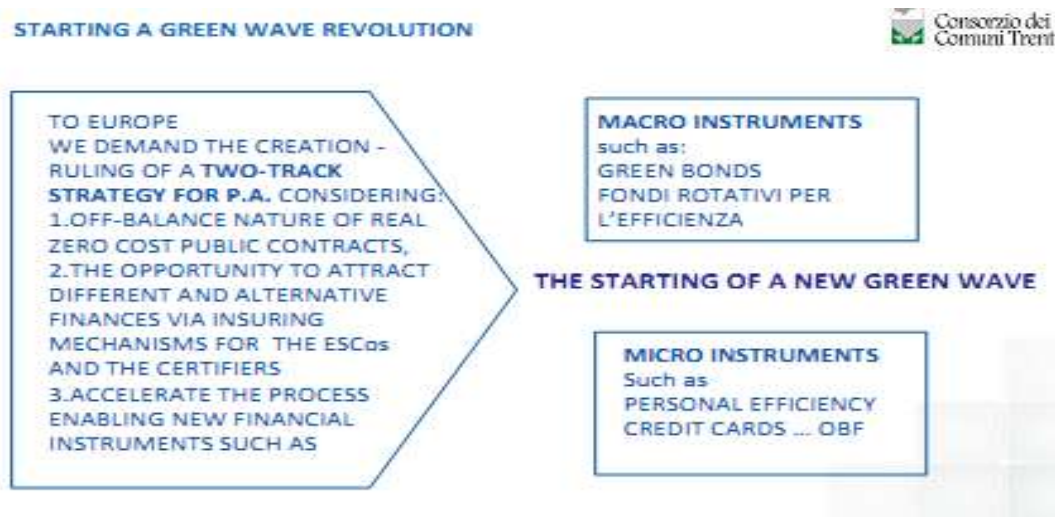 STARTING A GREEN WAVE REVOLUTION
Consorzio dei
Comuni Trent
TO EUROPE
WE DEMAND THE CREATION -
RULING OF A TWO-TRACK
STRATEGY FOR P.A. CONSIDERING:
1.OFF-BALANCE NATURE OF REAL
ZERO COST PUBLIC CONTRACTS,
2.THE OPPORTUNITY TO ATTRACT
DIFFERENT AND ALTERNATIVE
FINANCES VIA INSURING
MECHANISMS FOR THE ESCos
AND THE CERTIFIERS
3.ACCELERATE THE PROCESS
ENABLING NEW FINANCIAL
INSTRUMENTS SUCH AS
MACRO INSTRUMENTS
such as:
GREEN BONDS
FONDI ROTATIVI PER
L'EFFICIENZA
THE STARTING OF A NEW GREEN WAVE
MICRO INSTRUMENTS
Such as
PERSONAL EFFICIENCY
CREDIT CARDS ... OBF